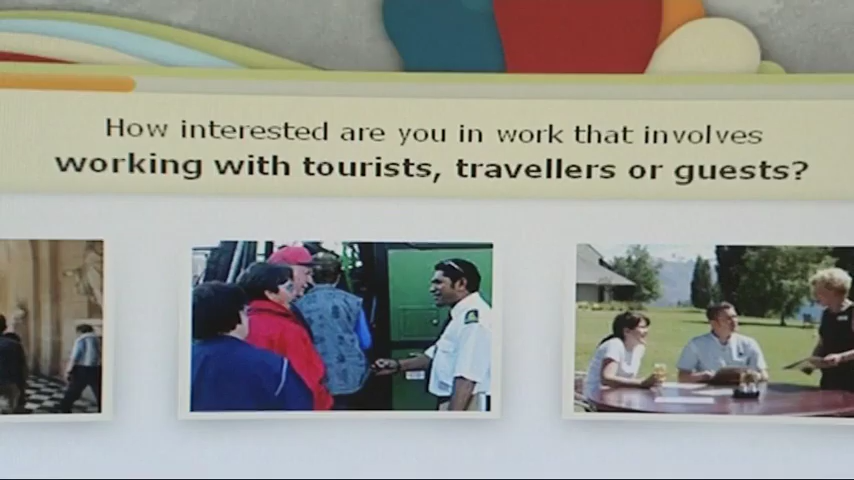 How interested are you in work that involves
working with tourists, travellers or guests?